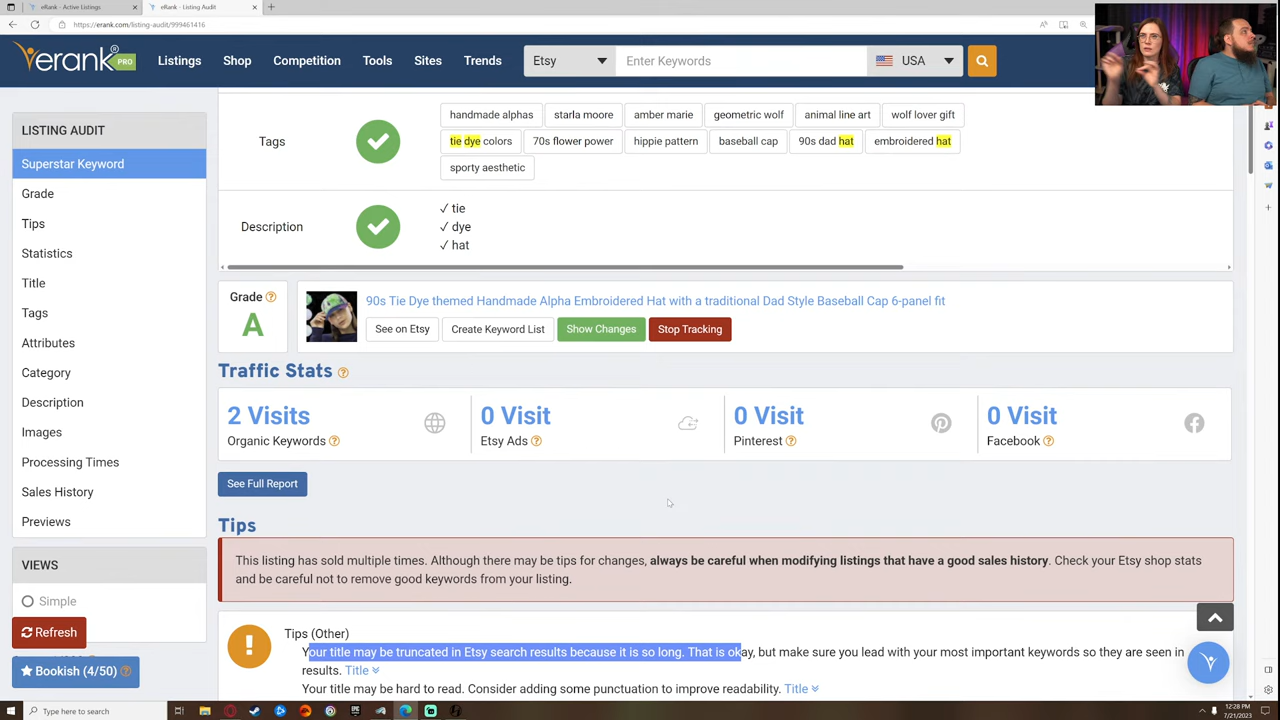 eRank - Active Listings
eRank - Listing Audit
https://erank.com/listing-audit/999461416
erank® PRO
Listings
Shop
Competition
Tools
Sites
Trends
Etsy
Enter Keywords
USA
LISTING AUDIT
Superstar Keyword
Grade
Tips
Statistics
Title
Tags
Attributes
Category
Description
Images
Processing Times
Sales History
Previews
VIEWS
Simple
Refresh
Bookish (4/50)
Tags
handmade alphas
starla moore
amber marie
geometric wolf
animal line art
wolf lover gift
tie dye colors
70s flower power
hippie pattern
baseball cap
90s dad hat
embroidered hat
sporty aesthetic
Description
✓ tie
✓ dye
✓ hat
Grade
A
90s Tie Dye themed Handmade Alpha Embroidered Hat with a traditional Dad Style Baseball Cap 6-panel fit
See on Etsy
Create Keyword List
Show Changes
Stop Tracking
Traffic Stats
2 Visits
Organic Keywords
0 Visit
Etsy Ads
0 Visit
Pinterest
0 Visit
Facebook
See Full Report
Tips
This listing has sold multiple times. Although there may be tips for changes, always be careful when modifying listings that have a good sales history. Check your Etsy shop stats
and be careful not to remove good keywords from your listing.
Tips (Other)
Your title may be truncated in Etsy search results because it is so long. That is okay, but make sure you lead with your most important keywords so they are seen in
results. Title
Your title may be hard to read. Consider adding some punctuation to improve readability. Title
Type here to search
12:28 PM
7/21/2023